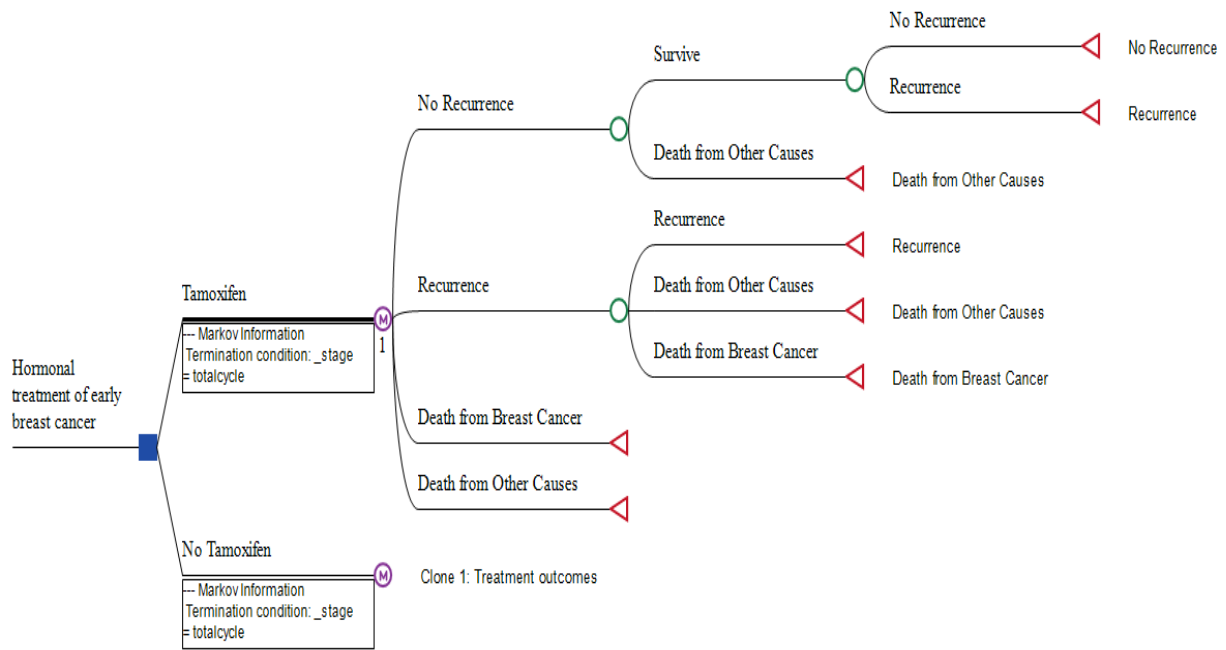 No Recurrence
No Recurrence
Survive
Recurrence
Recurrence
No Recurrence
Death from Other Causes
Death from Other Causes
Recurrence
Recurrence
Tamoxifen
Recurrence
Death from Other Causes
Death from Other Causes
--- Markov Information
Termination condition: _stage
= totalcycle
1
Death from Breast Cancer
Death from Breast Cancer
Hormonal
treatment of early
breast cancer
Death from Breast Cancer
Death from Other Causes
No Tamoxifen
Clone 1: Treatment outcomes
--- Markov Information
Termination condition: _stage
= totalcycle
M
M